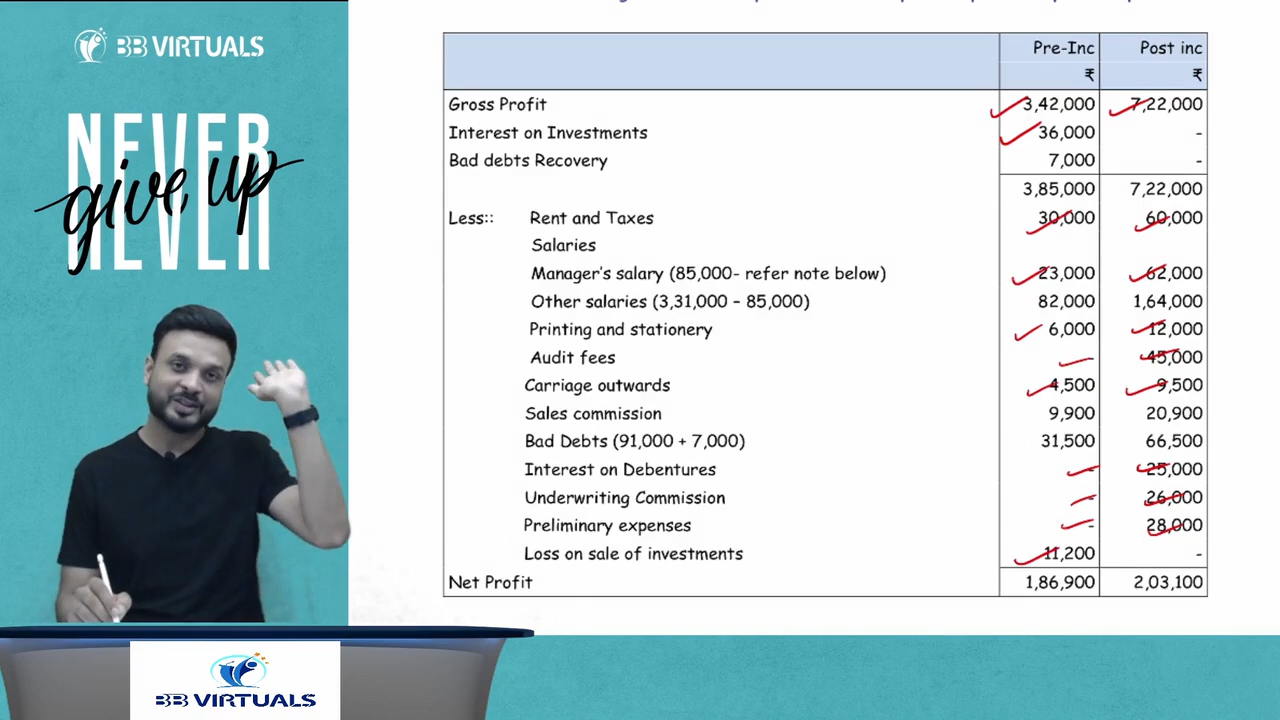 BB VIRTUALS
NEVER
give up
NEVER
Pre-Inc Post inc
₹ ₹
Gross Profit 3,42,000 7,22,000
Interest on Investments 36,000 -
Bad debts Recovery 7,000 -
3,85,000 7,22,000
Less:: Rent and Taxes 30,000 60,000
Salaries
Manager's salary (85,000- refer note below) 23,000 62,000
Other salaries (3,31,000 – 85,000) 82,000 1,64,000
Printing and stationery 6,000 12,000
Audit fees - 45,000
Carriage outwards 4,500 9,500
Sales commission 9,900 20,900
Bad Debts (91,000 + 7,000) 31,500 66,500
Interest on Debentures - 25,000
Underwriting Commission - 26,000
Preliminary expenses - 28,000
Loss on sale of investments 11,200 -
Net Profit 1,86,900 2,03,100
BB VIRTUALS